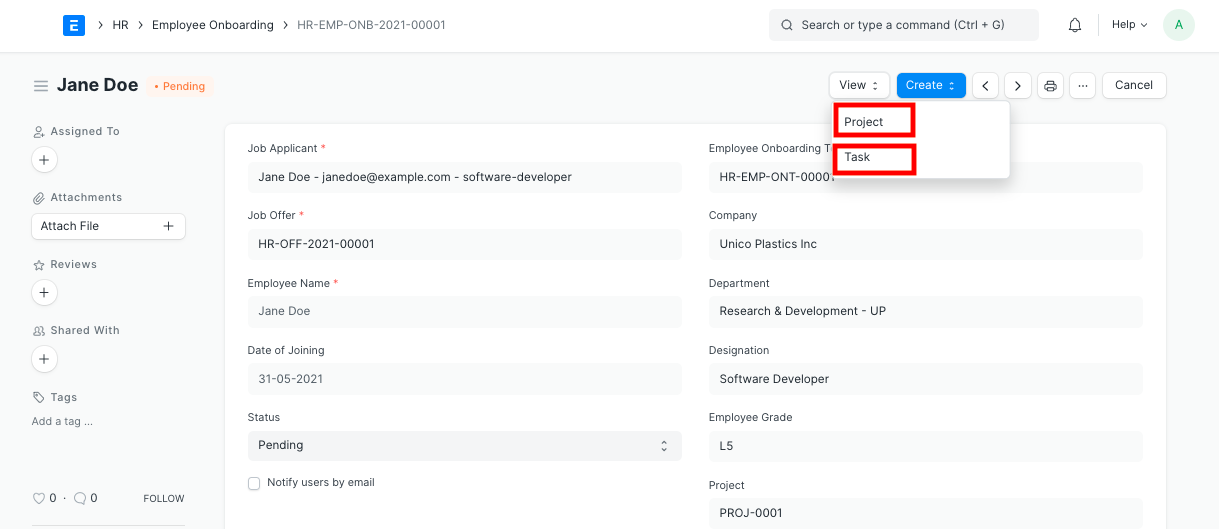 E HR Employee Onboarding HR-EMP-ONB-2021-00001 Search or type a command (Ctrl + G) Help A
Jane Doe • Pending View Create ... Cancel
Project
Task
Assigned To
Attachments
Attach File
Reviews
Shared With
Tags
Add a tag ...
0 · 0 FOLLOW
Job Applicant *
Jane Doe - janedoe@example.com - software-developer
Job Offer *
HR-OFF-2021-00001
Employee Name *
Jane Doe
Date of Joining
31-05-2021
Status
Pending
Notify users by email
Employee Onboarding T
HR-EMP-ONT-00001
Company
Unico Plastics Inc
Department
Research & Development - UP
Designation
Software Developer
Employee Grade
L5
Project
PROJ-0001